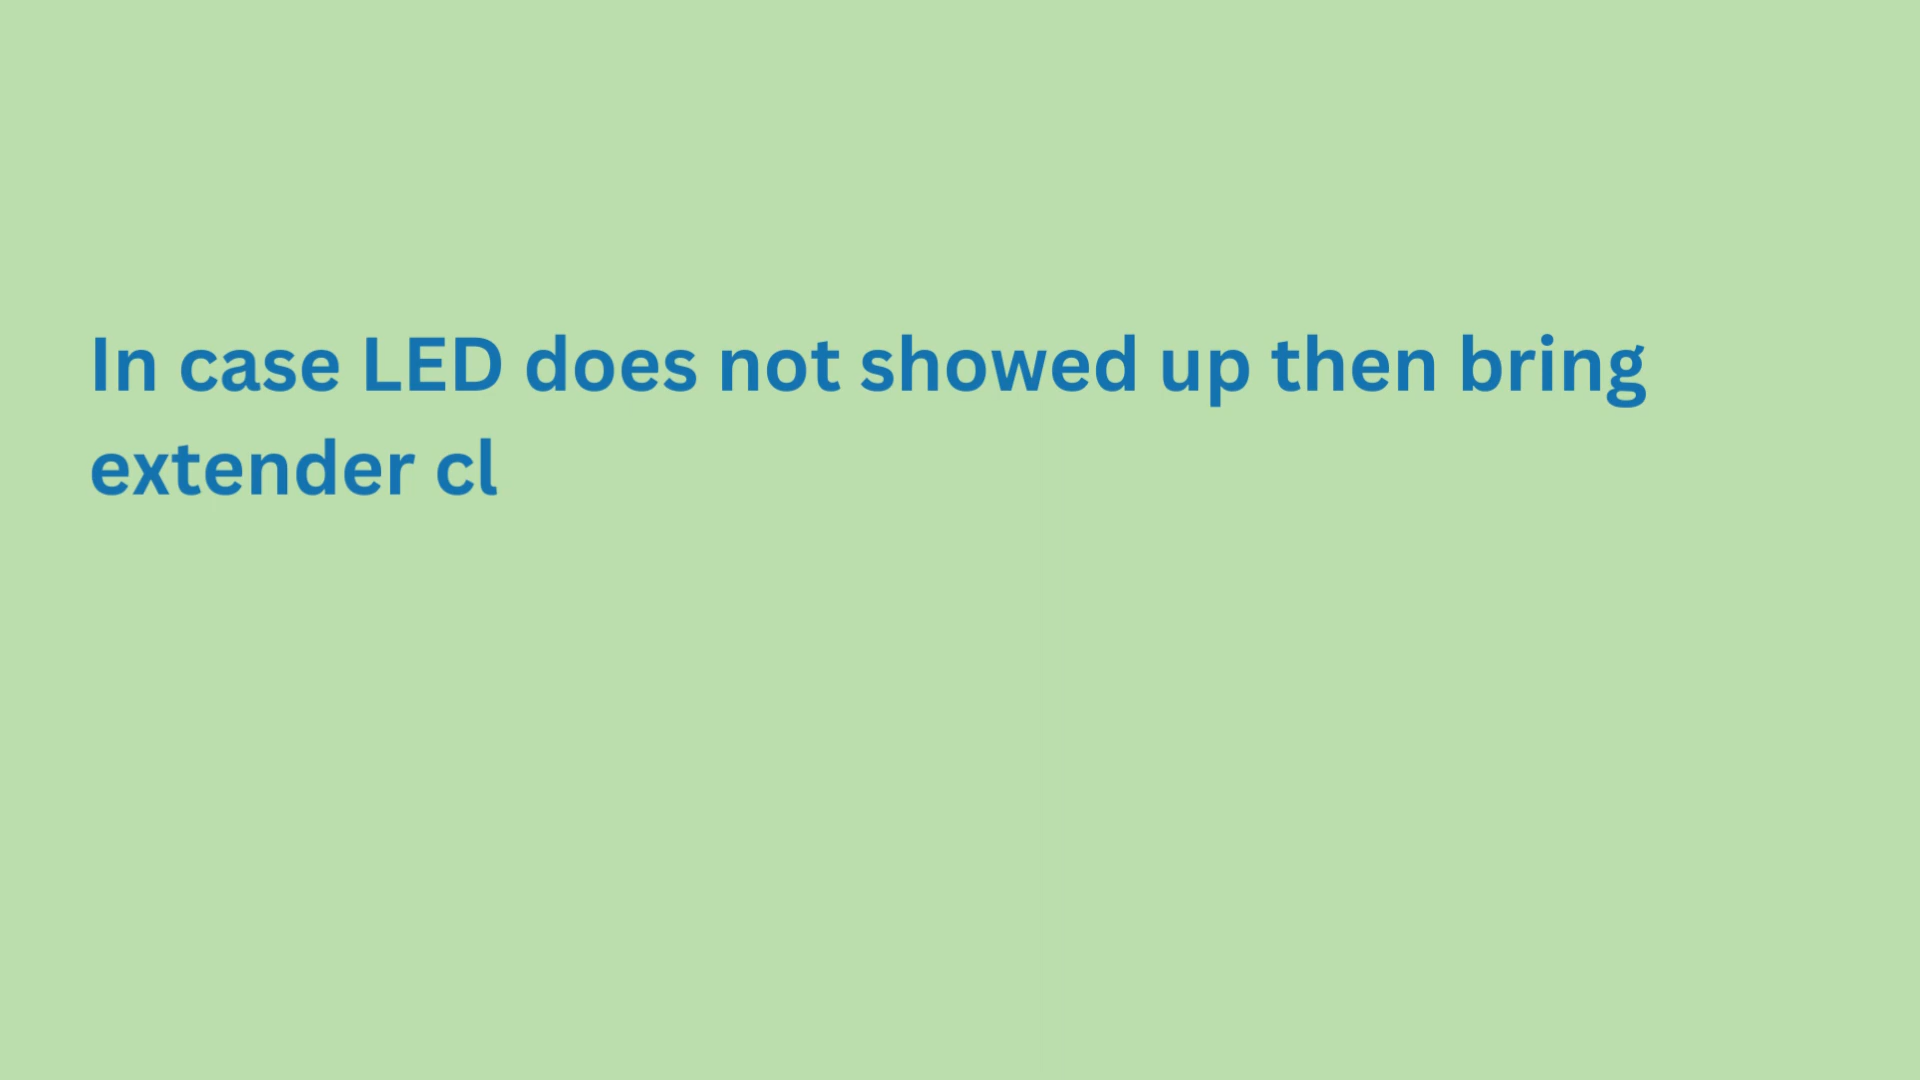 In case LED does not showed up then bring
extender cl